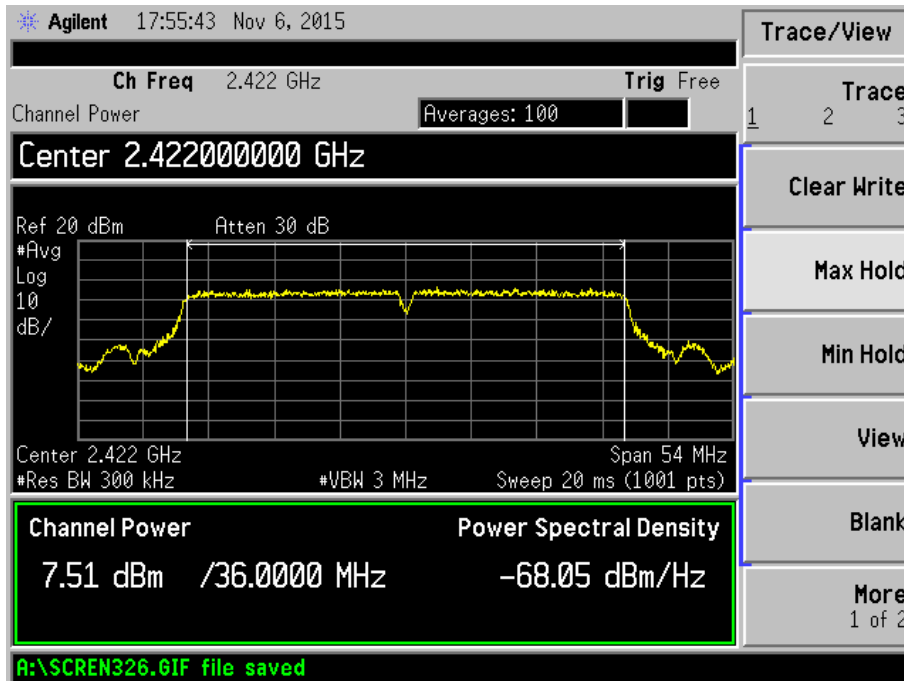 Agilent 17:55:43 Nov 6, 2015
Trace/View
Ch Freq 2.422 GHz Trig Free
Channel Power Averages: 100
Center 2.422000000 GHz
Ref 20 dBm Atten 30 dB
#Avg
Log
10
dB/
Center 2.422 GHz Span 54 MHz
#Res BW 300 kHz #VBW 3 MHz Sweep 20 ms (1001 pts)
Channel Power Power Spectral Density
7.51 dBm /36.0000 MHz -68.05 dBm/Hz
A:\SCREN326.GIF file saved
Trace
1 2 3
Clear Write
Max Hold
Min Hold
View
Blank
More
1 of 2